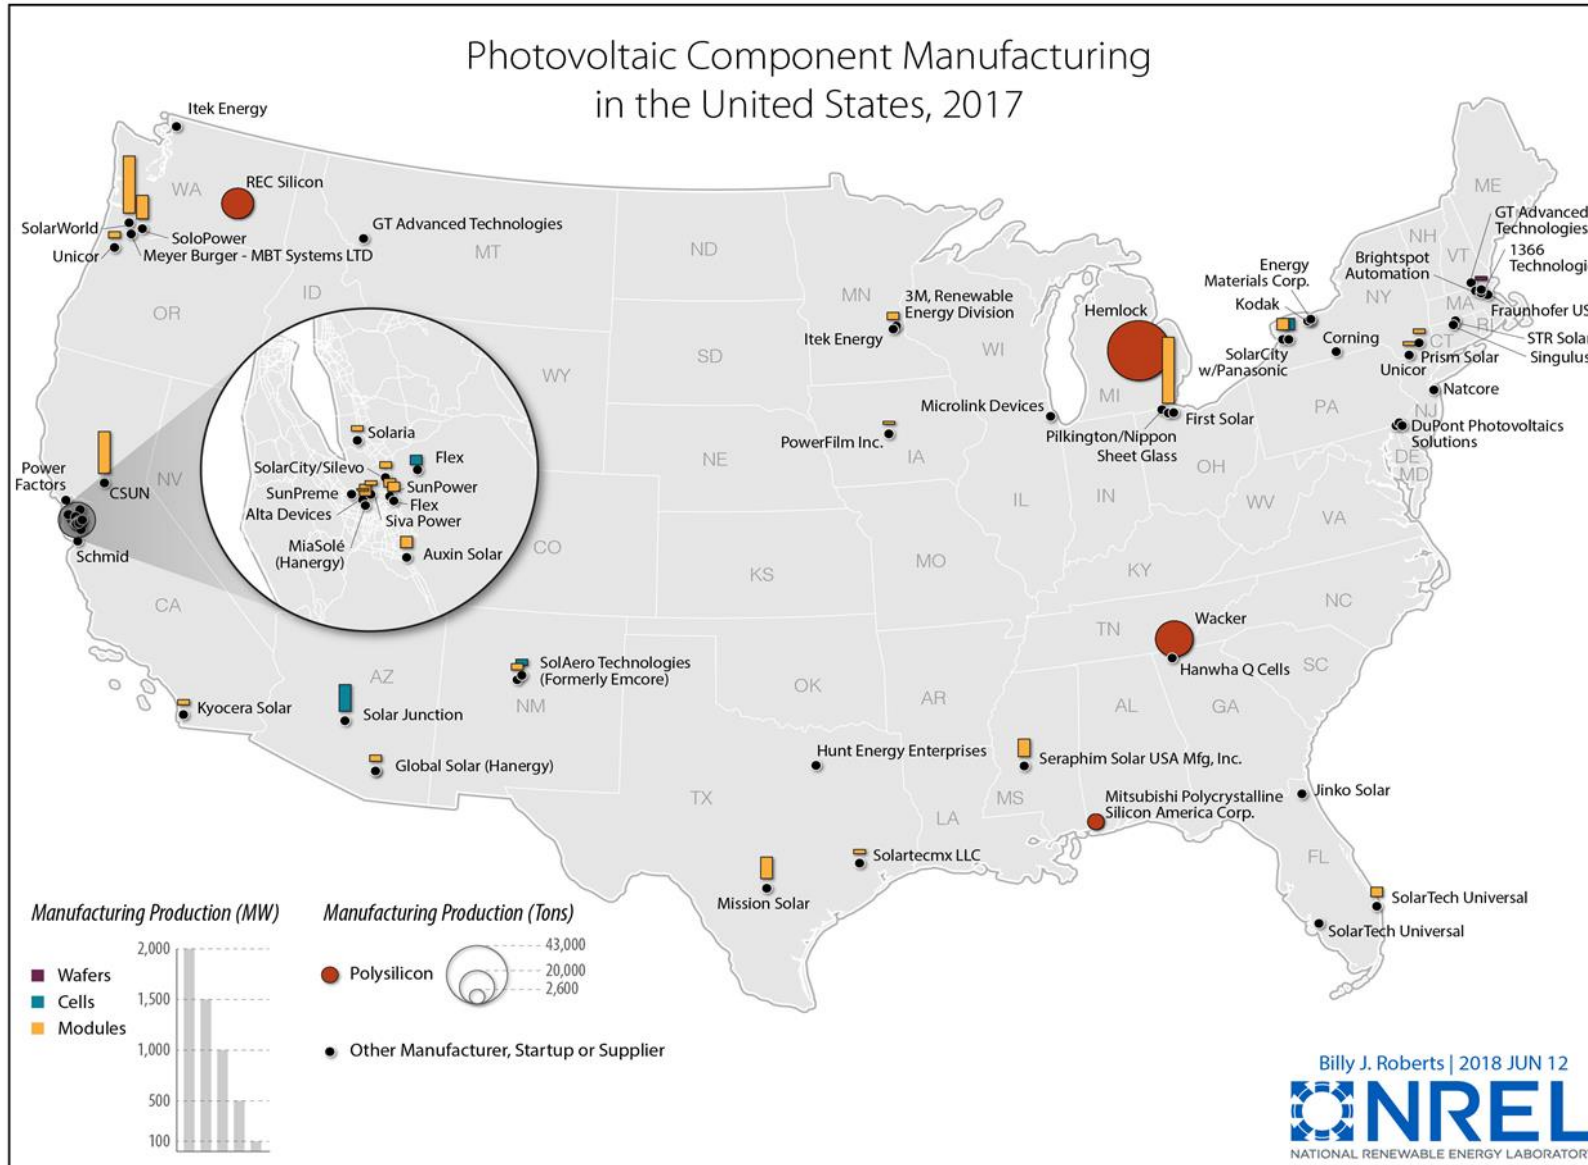 Photovoltaic Component Manufacturing
in the United States, 2017
Itek Energy
WA
REC Silicon
SolarWorld
SoloPower
Unicor
Meyer Burger - MBT Systems LTD
GT Advanced Technologies
MT
ND
OR
ID
MN
3M, Renewable
Energy Division
Itek Energy
WI
SD
WY
Hemlock
MI
Energy
Materials Corp.
Kodak
SolarCity
w/Panasonic
Corning
NY
Brightspot
Automation
ME
NH
VT
GT Advanced
Technologies
1366
Technologi
MA
RI
CT
Fraunhofer US
STR Solar
Singulus
Prism Solar
Unicor
Natcore
PA
NJ
DuPont Photovoltaics
Solutions
DE
MD
Microlink Devices
Pilkington/Nippon
Sheet Glass
First Solar
PowerFilm Inc.
IA
NE
OH
IL
IN
WV
VA
Power
Factors
CSUN
NV
Schmid
CA
Solaria
SolarCity/Silevo
Flex
SunPreme
SunPower
Alta Devices
Flex
Siva Power
MiaSolé
(Hanergy)
Auxin Solar
CO
KS
MO
KY
NC
TN
Wacker
Hanwha Q Cells
SC
AZ
SolAero Technologies
(Formerly Emcore)
NM
OK
AR
AL
GA
Kyocera Solar
Solar Junction
Global Solar (Hanergy)
Hunt Energy Enterprises
Seraphim Solar USA Mfg, Inc.
TX
MS
LA
Mitsubishi Polycrystalline
Silicon America Corp.
Jinko Solar
FL
Solartecmx LLC
Mission Solar
SolarTech Universal
SolarTech Universal
Manufacturing Production (MW)
2,000
1,500
1,000
500
100
Wafers
Cells
Modules
Manufacturing Production (Tons)
Polysilicon
43,000
20,000
2,600
Other Manufacturer, Startup or Supplier
Billy J. Roberts | 2018 JUN 12
NREL
NATIONAL RENEWABLE ENERGY LABORATOR